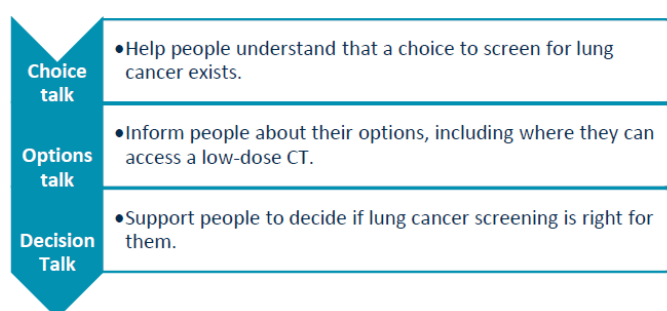 Choice
talk
•Help people understand that a choice to screen for lung
cancer exists.
Options
talk
•Inform people about their options, including where they can
access a low-dose CT.
Decision
Talk
•Support people to decide if lung cancer screening is right for
them.